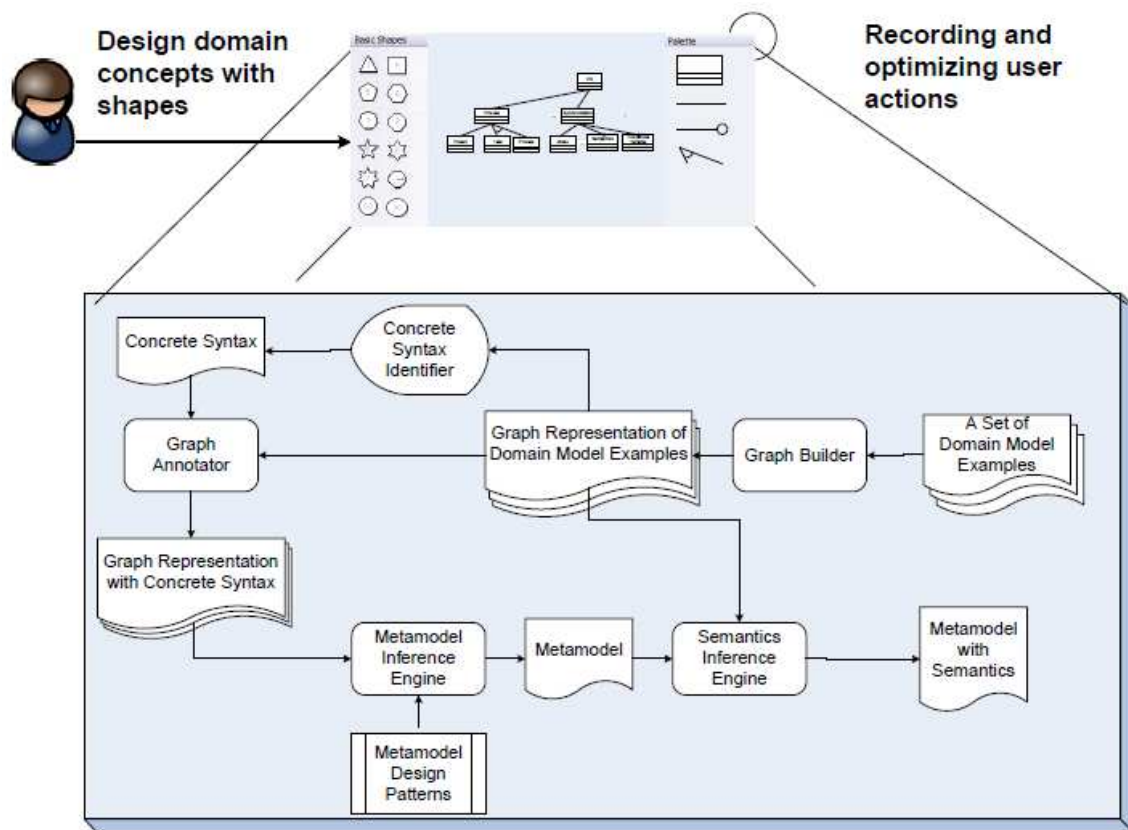 Design domain
concepts with
shapes
Basic Shapes
Palette
Recording and
optimizing user
actions
Concrete Syntax
Concrete
Syntax
Identifier
Graph
Annotator
Graph Representation of
Domain Model Examples
Graph Builder
A Set of
Domain Model
Examples
Graph Representation
with Concrete Syntax
Metamodel
Inference
Engine
Metamodel
Semantics
Inference
Engine
Metamodel
with
Semantics
Metamodel
Design
Patterns